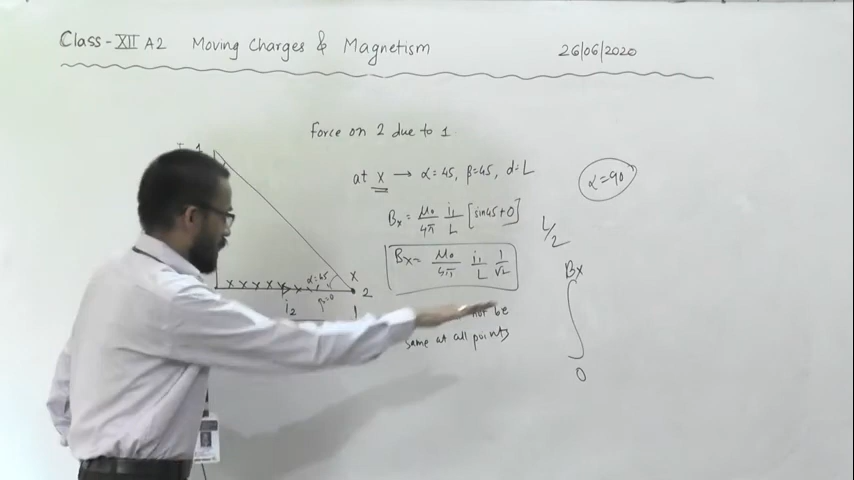 Class - XII A2 Moving Charges & Magnetism 26/06/2020
Force on 2 due to 1
at x → α = 45, β=45, d=L
α=90
Bx = μ0/4π i1/L [sin45+0]
L/2
Bx = μ0/4π i1/L 1/√2
Bx
0
x
α=45
x x x x x x
β=0
2
i2
not be
same at all points